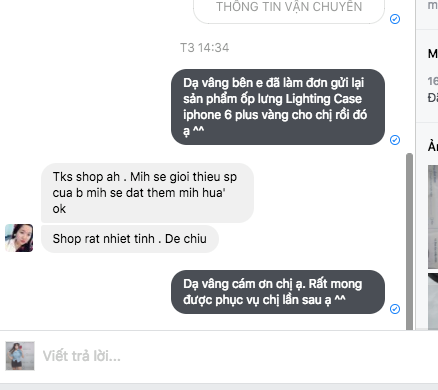 THÔNG TIN VẬN CHUYỂN
T3 14:34
Dạ vâng bên e đã làm đơn gửi lại
sản phẩm ốp lưng Lighting Case
iphone 6 plus vàng cho chị rồi đó
ạ ^^
Tks shop ah . Mih se gioi thieu sp
cua b mih se dat them mih hua'
ok
Shop rat nhiet tinh . De chiu
Dạ vâng cám ơn chị ạ. Rất mong
được phục vụ chị lần sau ạ ^^
Viết trả lời...
m
M
16